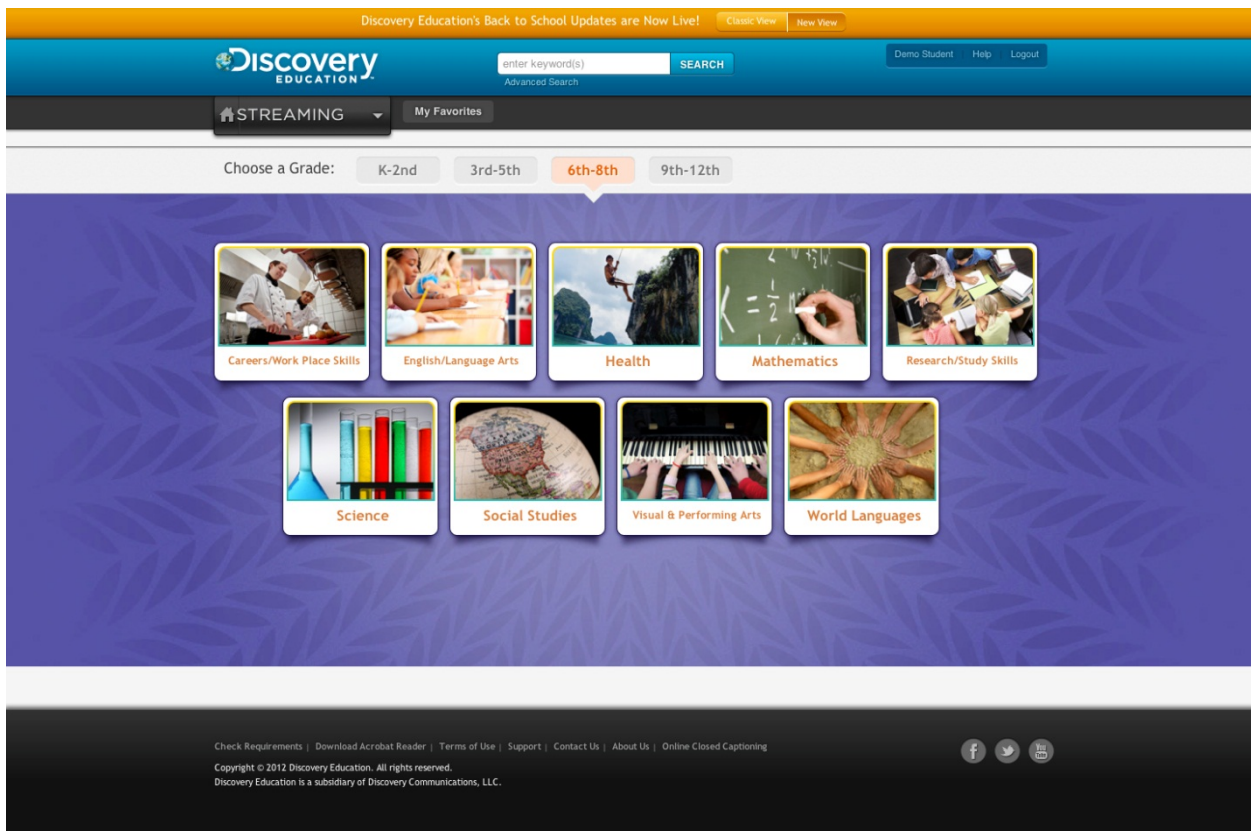 Discovery Education's Back to School Updates are Now Live! Classic View New View
Discovery EDUCATION
enter keyword(s) SEARCH
Advanced Search
Demo Student Help Logout
STREAMING My Favorites
Choose a Grade: K-2nd 3rd-5th 6th-8th 9th-12th
Careers/Work Place Skills English/Language Arts Health Mathematics Research/Study Skills
Science Social Studies Visual & Performing Arts World Languages
Check Requirements | Download Acrobat Reader | Terms of Use | Support | Contact Us | About Us | Online Closed Captioning
Copyright © 2012 Discovery Education. All rights reserved.
Discovery Education is a subsidiary of Discovery Communications, LLC.